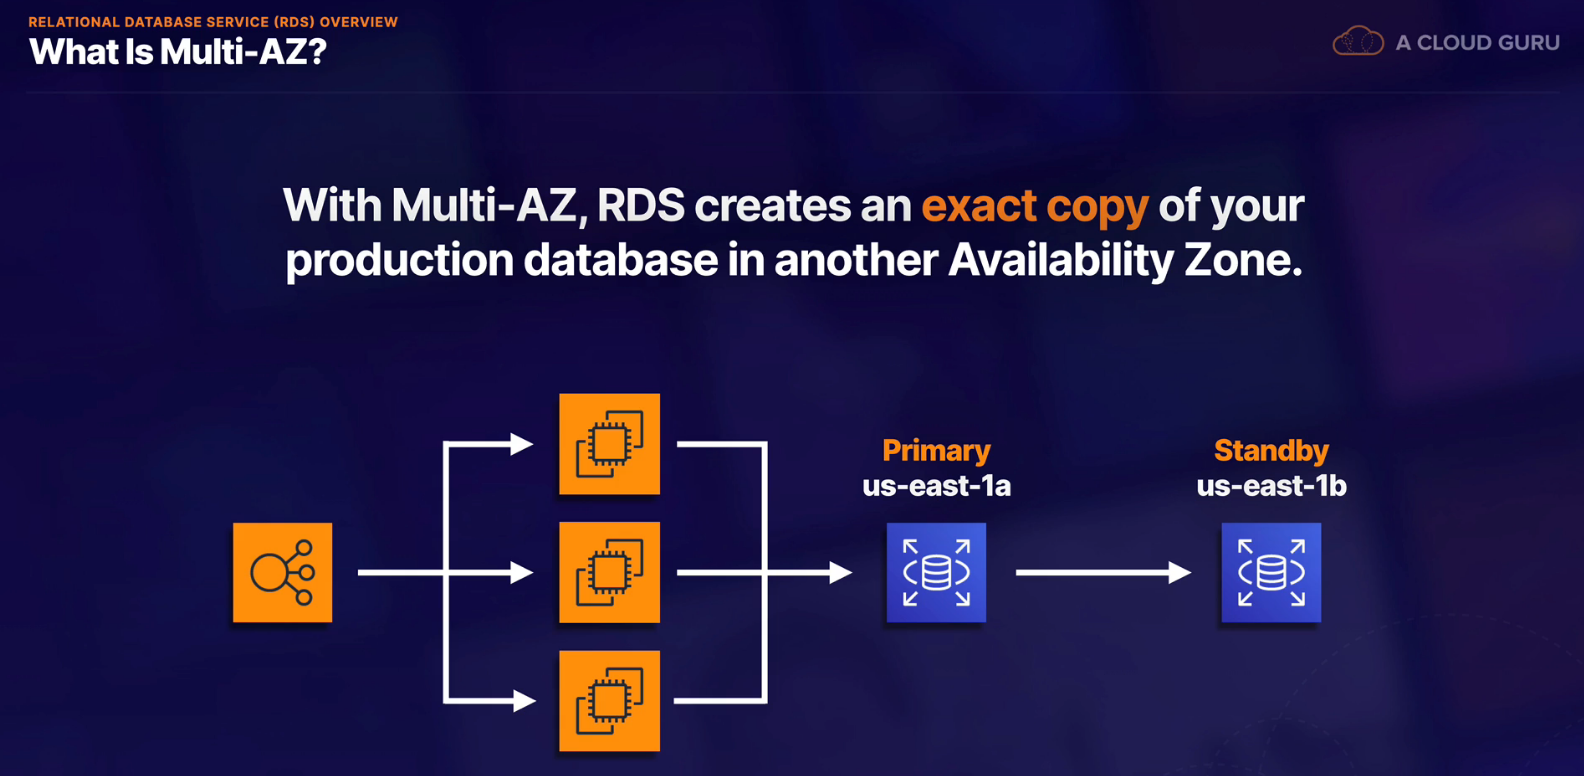 RELATIONAL DATABASE SERVICE (RDS) OVERVIEW
What Is Multi-AZ?
A CLOUD GURU
With Multi-AZ, RDS creates an exact copy of your
production database in another Availability Zone.
Primary
us-east-1a
Standby
us-east-1b